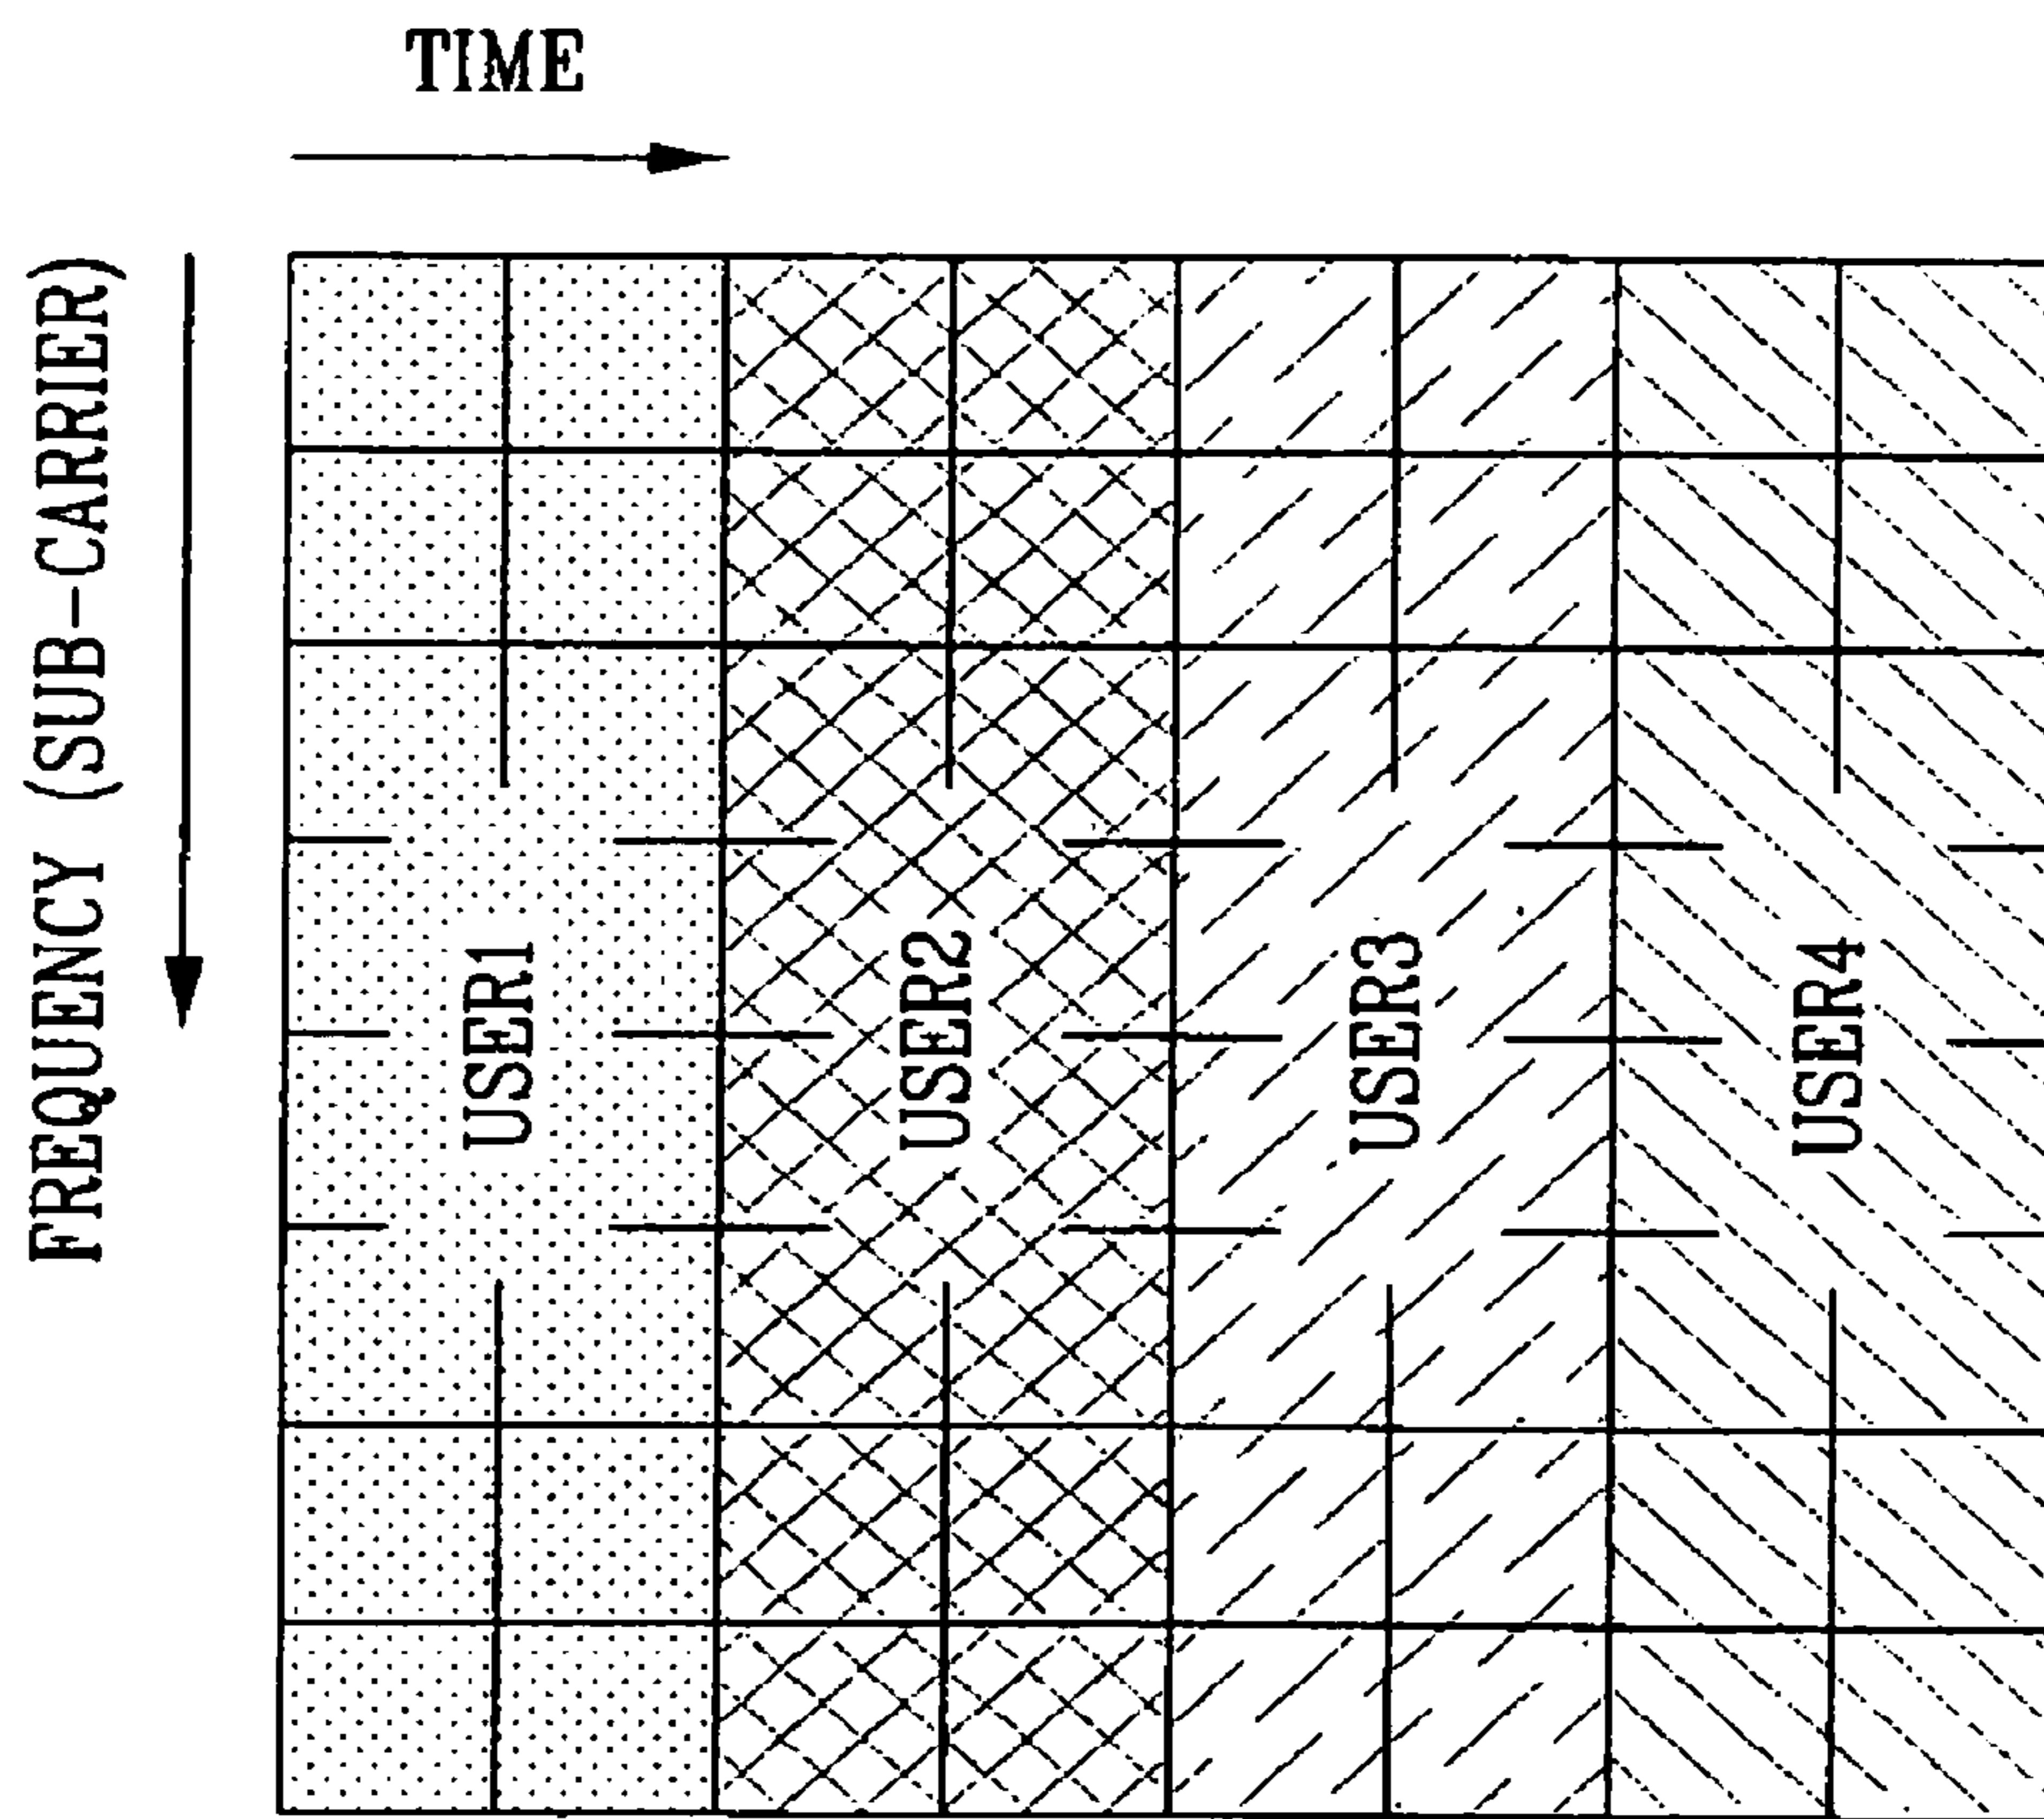 TIME
FREQUENCY (SUB-CARRIER)
USER1
USER2
USER3
USER4